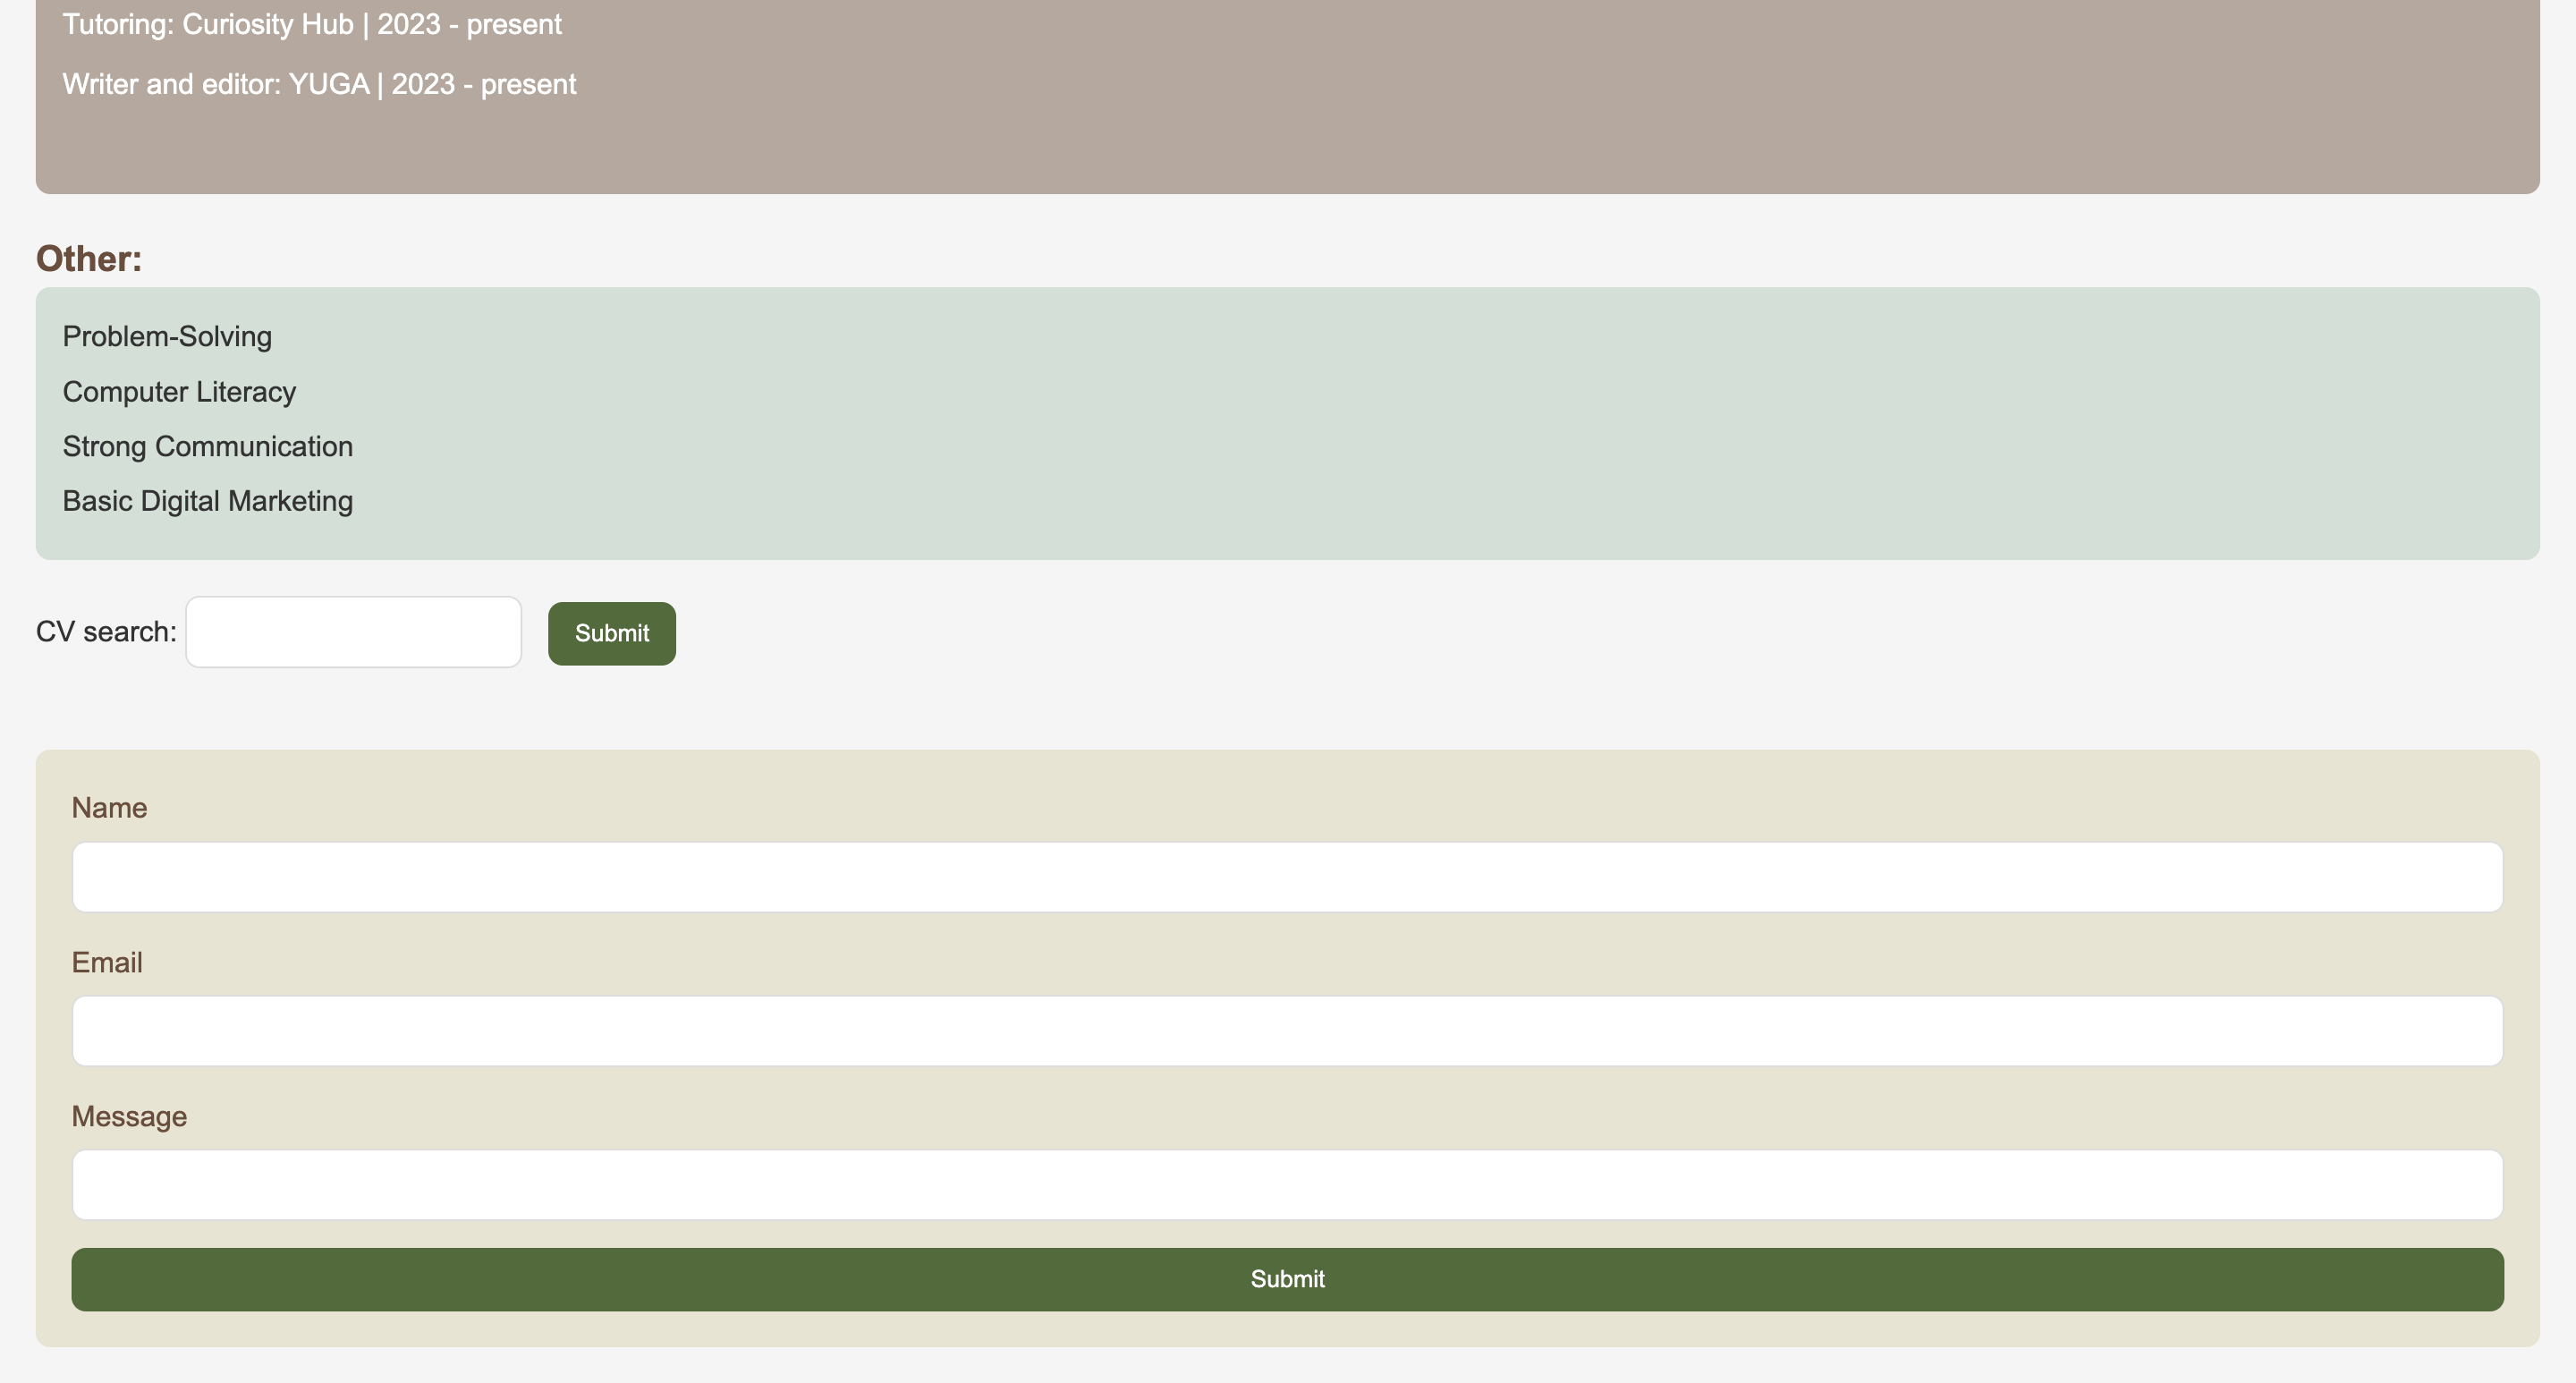 Tutoring: Curiosity Hub | 2023 - present
Writer and editor: YUGA | 2023 - present
Other:
Problem-Solving
Computer Literacy
Strong Communication
Basic Digital Marketing
CV search: Submit
Name
Email
Message
Submit